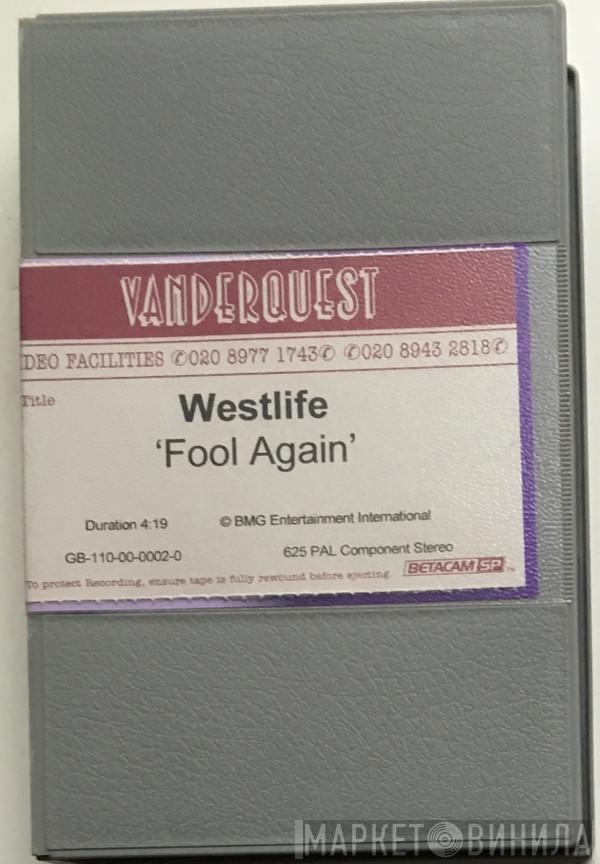 VANDERQUEST
DEO FACILITIES ✆020 8977 1743✆ ✆020 8943 2818✆
Title
Westlife
‘Fool Again’
Duration 4:19 © BMG Entertainment International
GB-110-00-0002-0 625 PAL Component Stereo
To protect Recording, ensure tape is fully rewound before ejecting. BETACAM SP™
МАРКЕТ ВИНИЛА